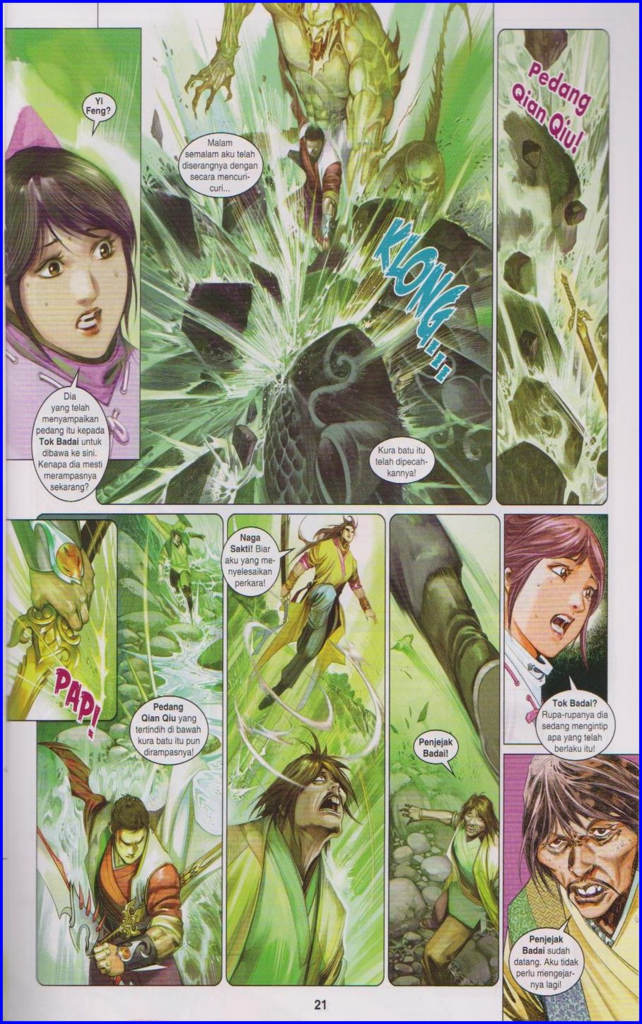 Yi
Feng?
Malam
semalam aku telah
diserangnya dengan
secara mencuri-
curi...
Pedang
Qian Qiu!
KLONG,,,
Dia
yang telah
menyampaikan
pedang itu kepada
Tok Badai untuk
dibawa ke sini.
Kenapa dia mesti
merampasnya
sekarang?
Kura batu itu
telah dipecah-
kannya!
PAP!
Pedang
Qian Qiu yang
tertindih di bawah
kura batu itu pun
dirampasnya!
Naga
Sakti! Biar
aku yang me-
nyelesaikan
perkara!
Penjejak
Badai!
Tok Badai?
Rupa-rupanya dia
sedang mengintip
apa yang telah
berlaku itu!
Penjejak
Badai sudah
datang. Aku tidak
perlu mengejar-
nya lagi!
21